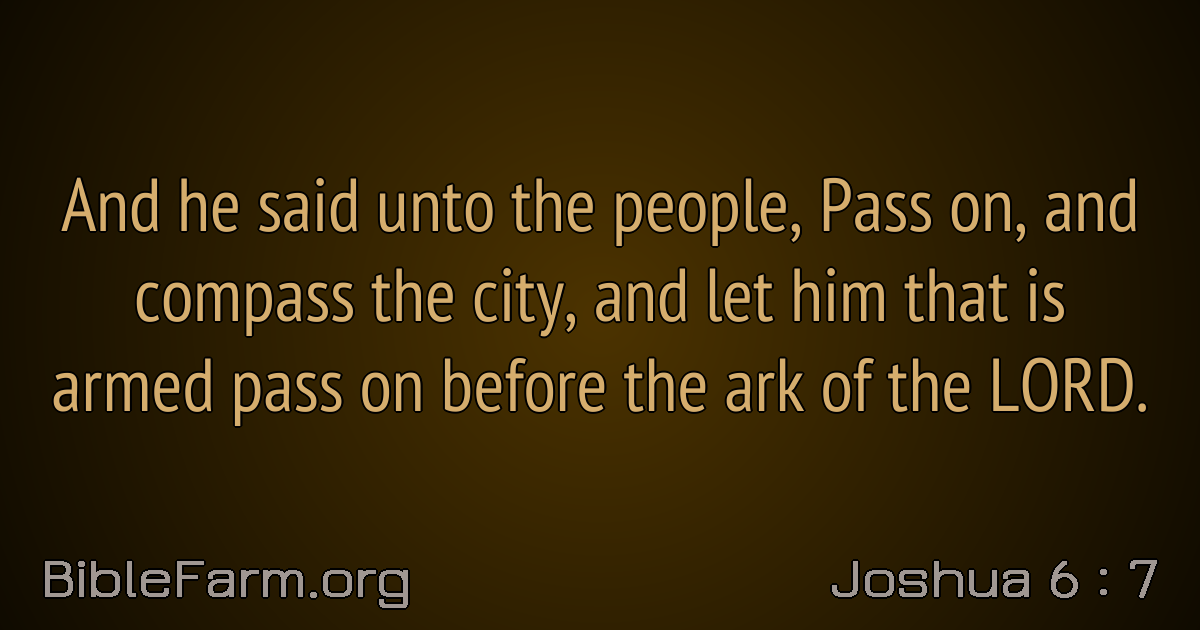 And he said unto the people, Pass on, and
compass the city, and let him that is
armed pass on before the ark of the LORD.
BibleFarm.org
Joshua 6 : 7